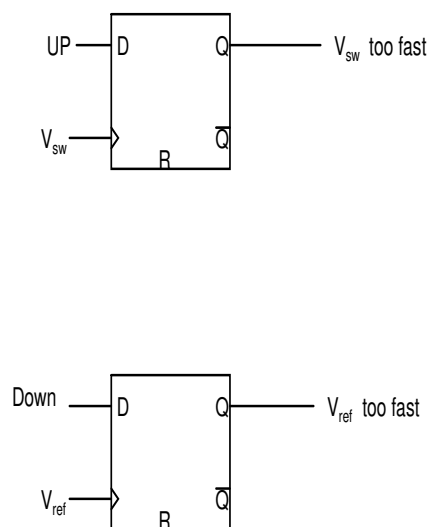 UP D Q V_sw too fast
V_sw Q̅
R
Down D Q V_ref too fast
V_ref Q̅
R